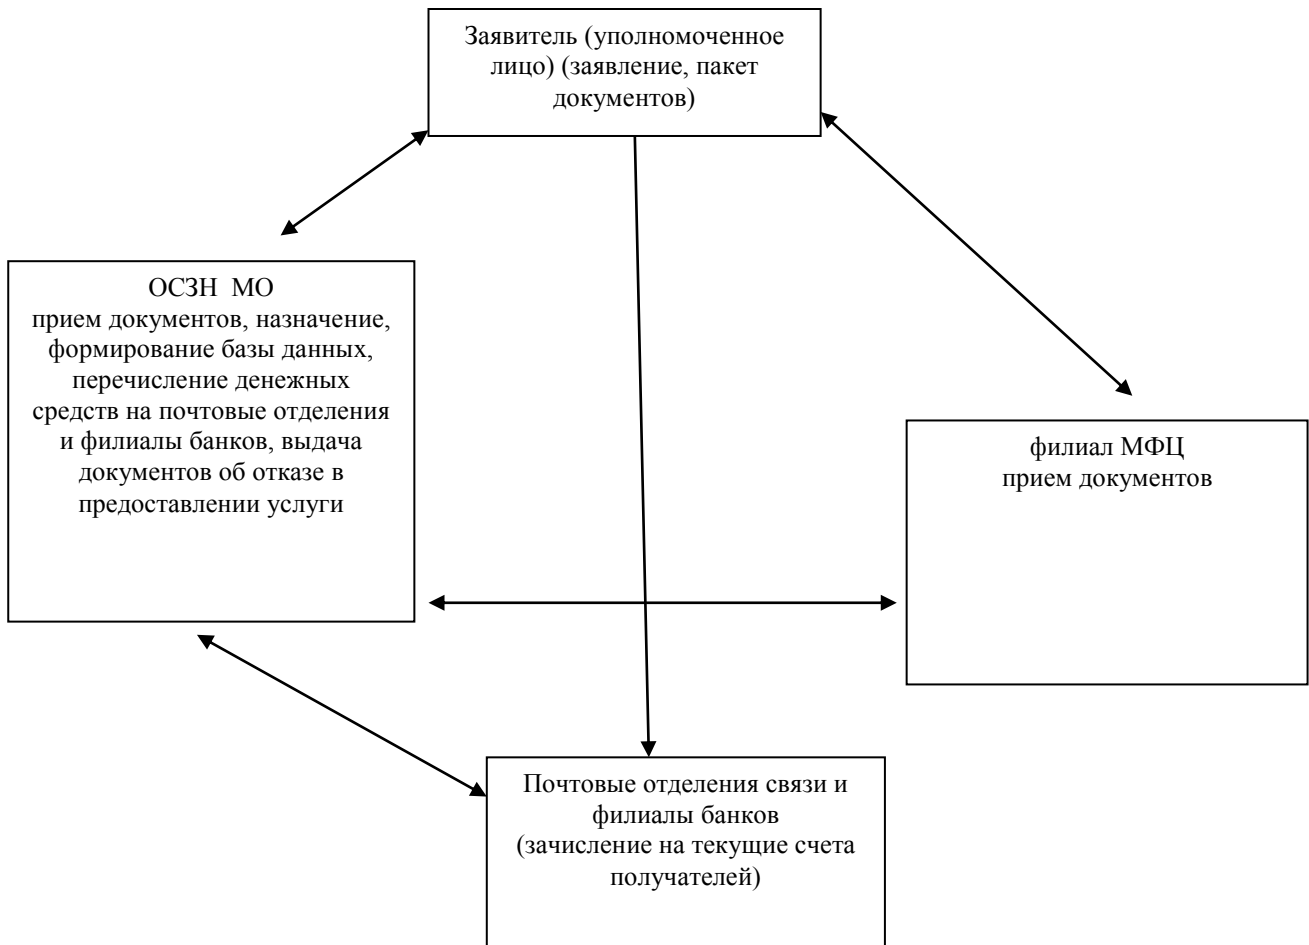 Заявитель (уполномоченное
лицо) (заявление, пакет
документов)
ОСЗН  МО
прием документов, назначение,
формирование базы данных,
перечисление денежных
средств на почтовые отделения
и филиалы банков, выдача
документов об отказе в
предоставлении услуги
филиал МФЦ
прием документов
Почтовые отделения связи и
филиалы банков
(зачисление на текущие счета
получателей)